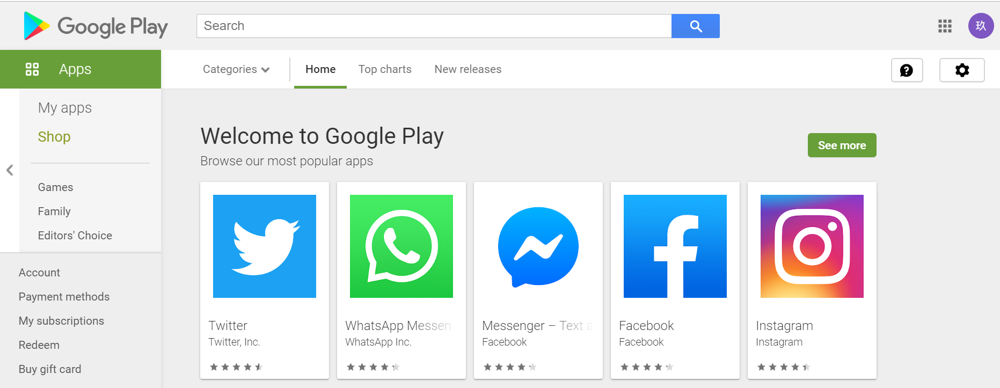 Google Play
Search
玖
Apps
Categories
Home
Top charts
New releases
My apps
Shop
Games
Family
Editors' Choice
Account
Payment methods
My subscriptions
Redeem
Buy gift card
Welcome to Google Play
See more
Browse our most popular apps
Twitter
Twitter, Inc.
WhatsApp Messen
WhatsApp Inc.
Messenger – Text a
Facebook
Facebook
Facebook
Instagram
Instagram